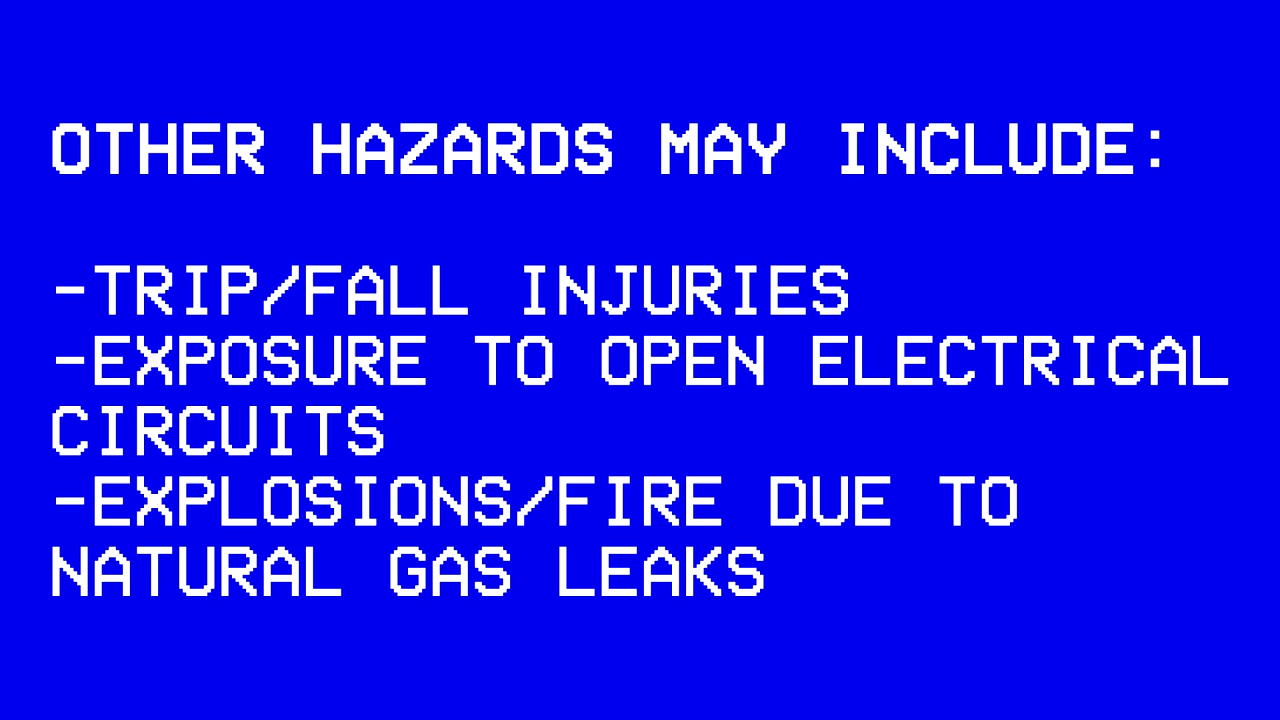 OTHER HAZARDS MAY INCLUDE:
-TRIP/FALL INJURIES
-EXPOSURE TO OPEN ELECTRICAL
CIRCUITS
-EXPLOSIONS/FIRE DUE TO
NATURAL GAS LEAKS